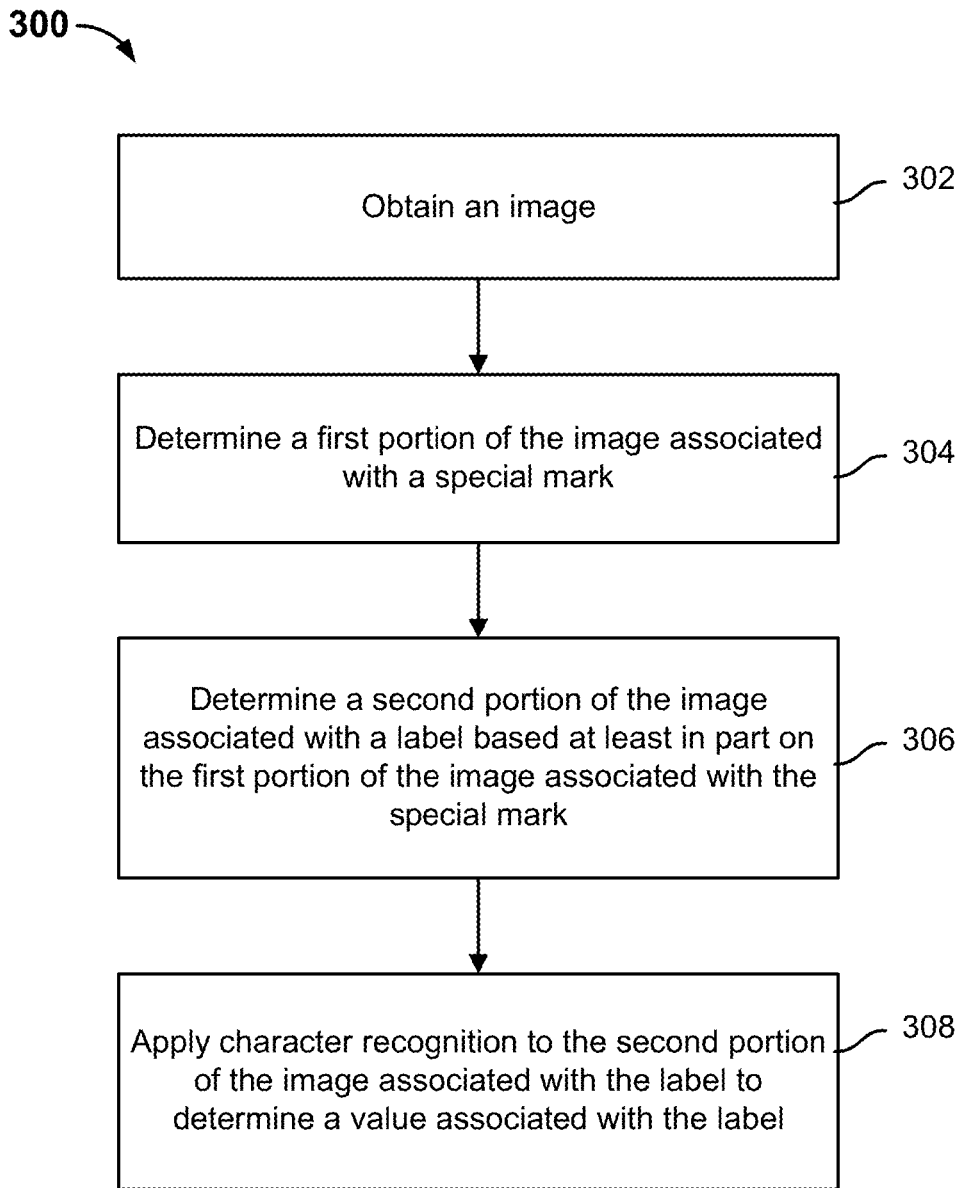 300
Obtain an image
302
Determine a first portion of the image associated
with a special mark
304
Determine a second portion of the image
associated with a label based at least in part on
the first portion of the image associated with the
special mark
306
Apply character recognition to the second portion
of the image associated with the label to
determine a value associated with the label
308